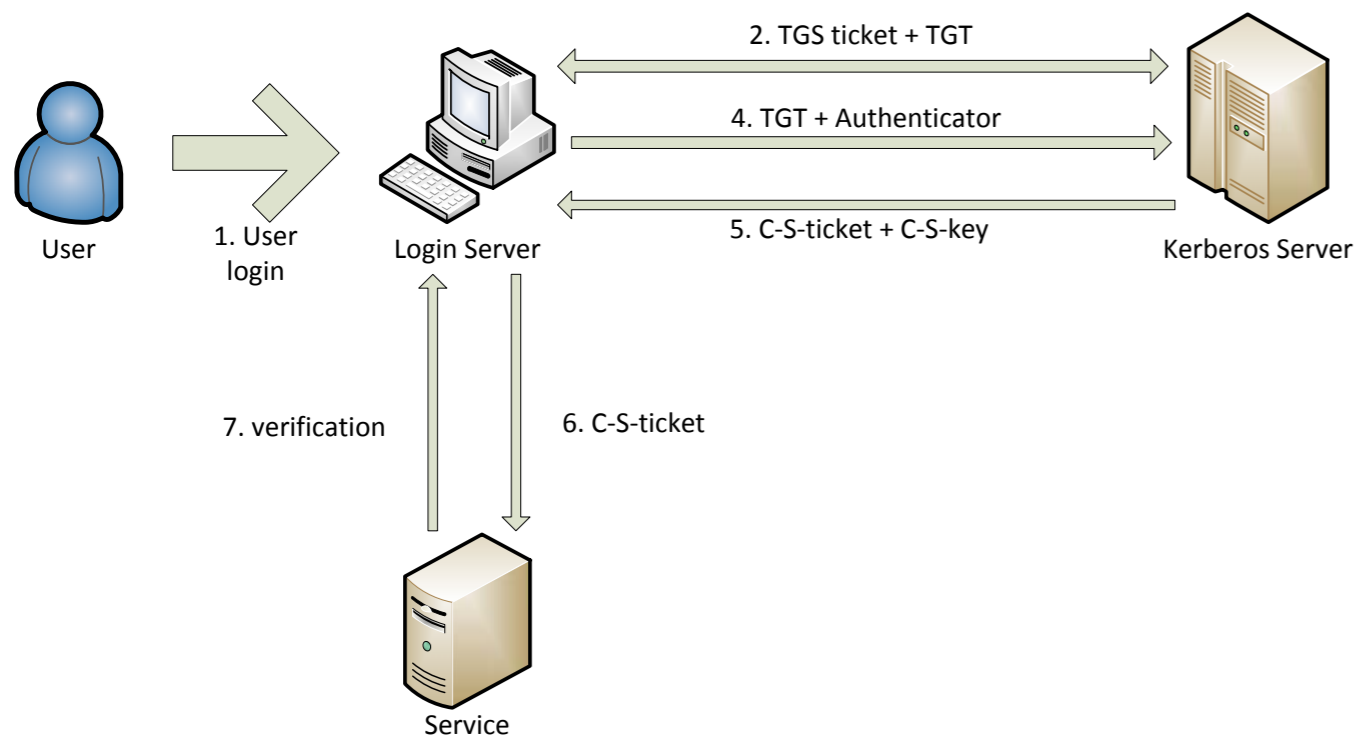 2. TGS ticket + TGT
4. TGT + Authenticator
5. C-S-ticket + C-S-key
User
1. User
login
Login Server
Kerberos Server
7. verification
6. C-S-ticket
Service